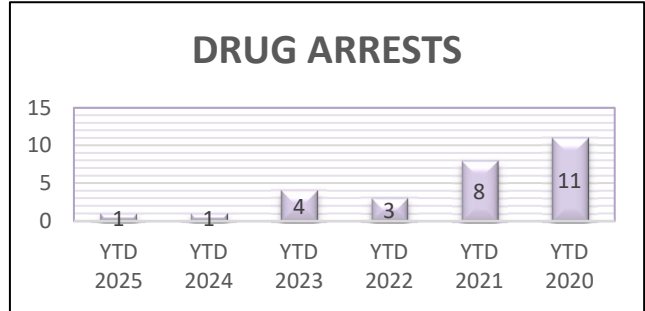 DRUG ARRESTS
15
10
5
0
1
1
4
3
8
11
YTD 2025
YTD 2024
YTD 2023
YTD 2022
YTD 2021
YTD 2020